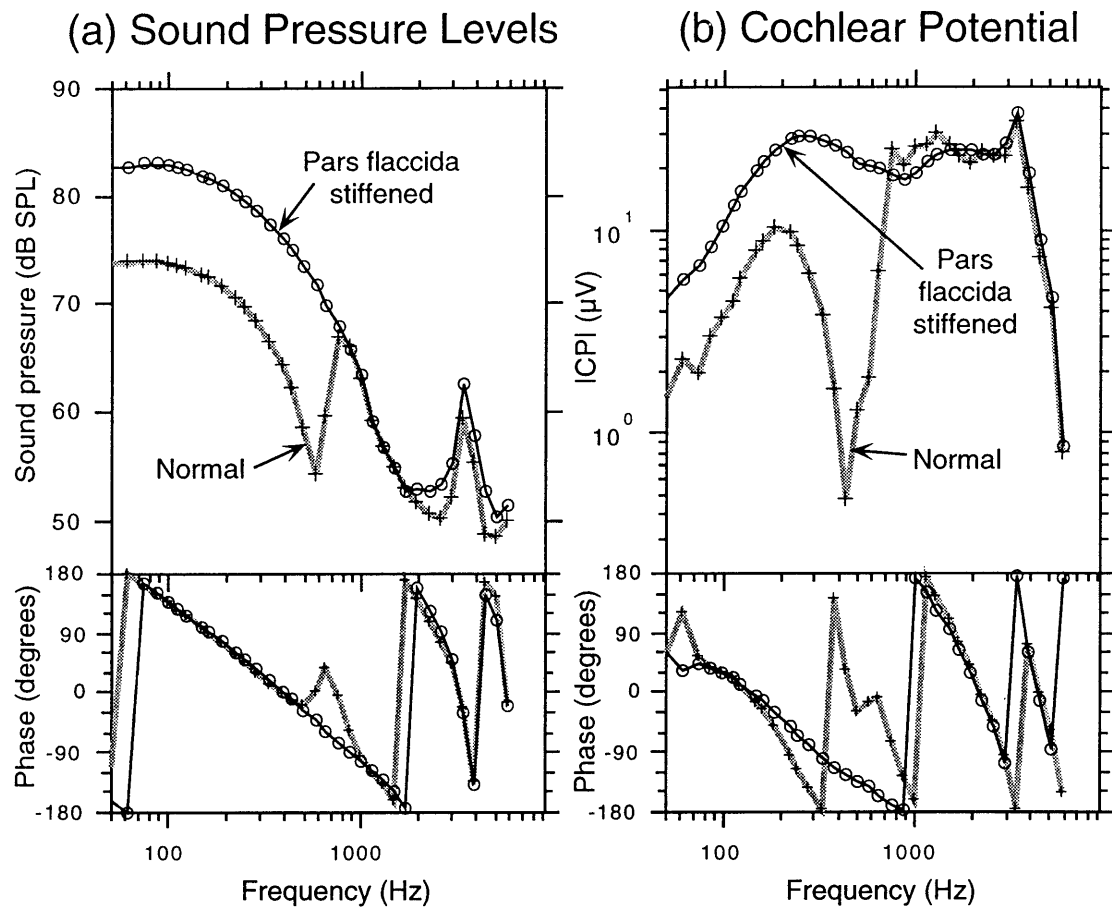 (a) Sound Pressure Levels
(b) Cochlear Potential
Sound pressure (dB SPL)
90
80
70
60
50
Pars flaccida
stiffened
Normal
Phase (degrees)
180
90
0
-90
-180
100
1000
Frequency (Hz)
|CP| (µV)
10¹
10⁰
Pars
flaccida
stiffened
Normal
Phase (degrees)
180
90
0
-90
-180
100
1000
Frequency (Hz)